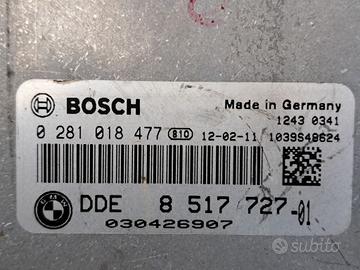 BOSCH
Made in Germany
1243 0341
0 281 018 477 810 12-02-11 1039S48624
DDE 8 517 727-01
030426907
subito